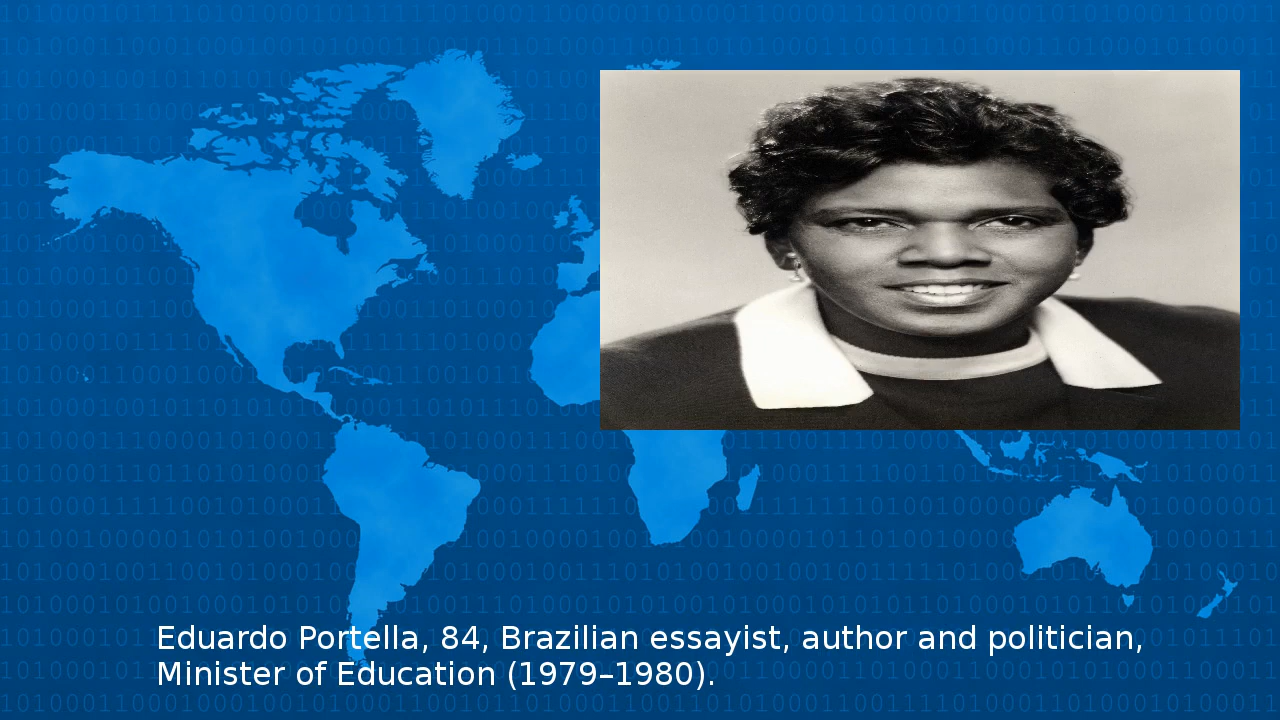 Eduardo Portella, 84, Brazilian essayist, author and politician,
Minister of Education (1979–1980).